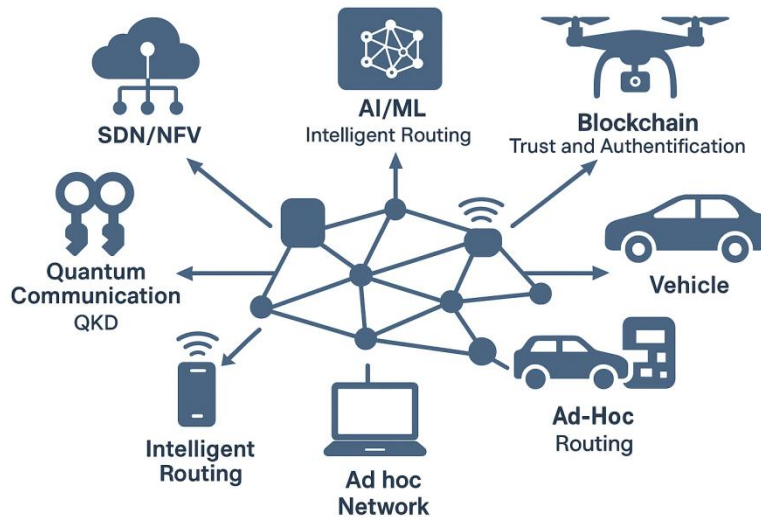 SDN/NFV
AI/ML
Intelligent Routing
Blockchain
Trust and Authentification
Quantum
Communication
QKD
Vehicle
Intelligent
Routing
Ad hoc
Network
Ad-Hoc
Routing